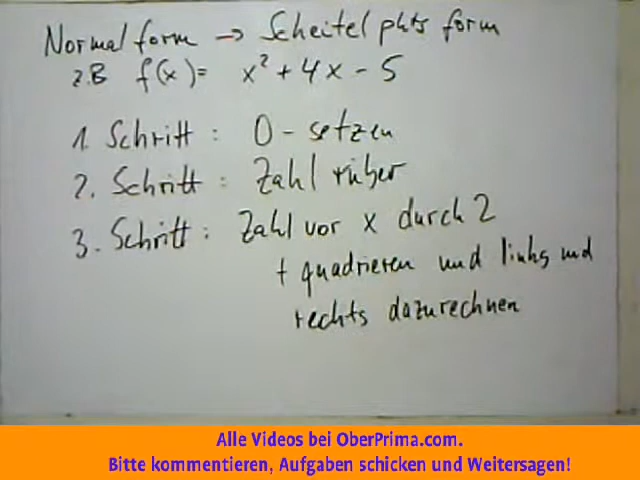 Normalform → Scheitelpktsform
z.B f(x) = x² + 4x - 5
1. Schritt : 0 - setzen
2. Schritt : Zahl rüber
3. Schritt : Zahl vor x durch 2
+ quadrieren und links und
rechts dazurechnen
Alle Videos bei OberPrima.com.
Bitte kommentieren, Aufgaben schicken und Weitersagen!